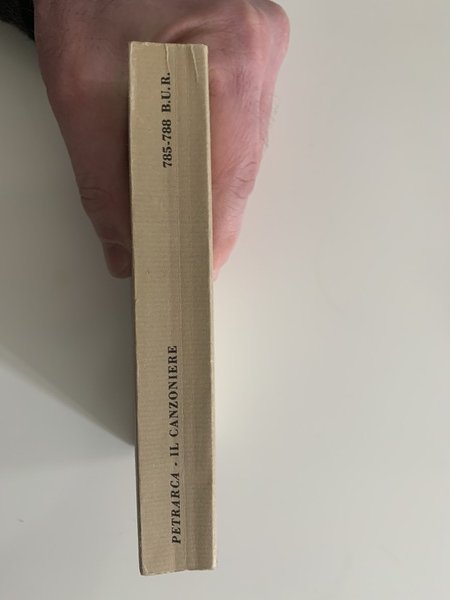 PETRARCA - IL CANZONIERE
785-788 B.U.R.